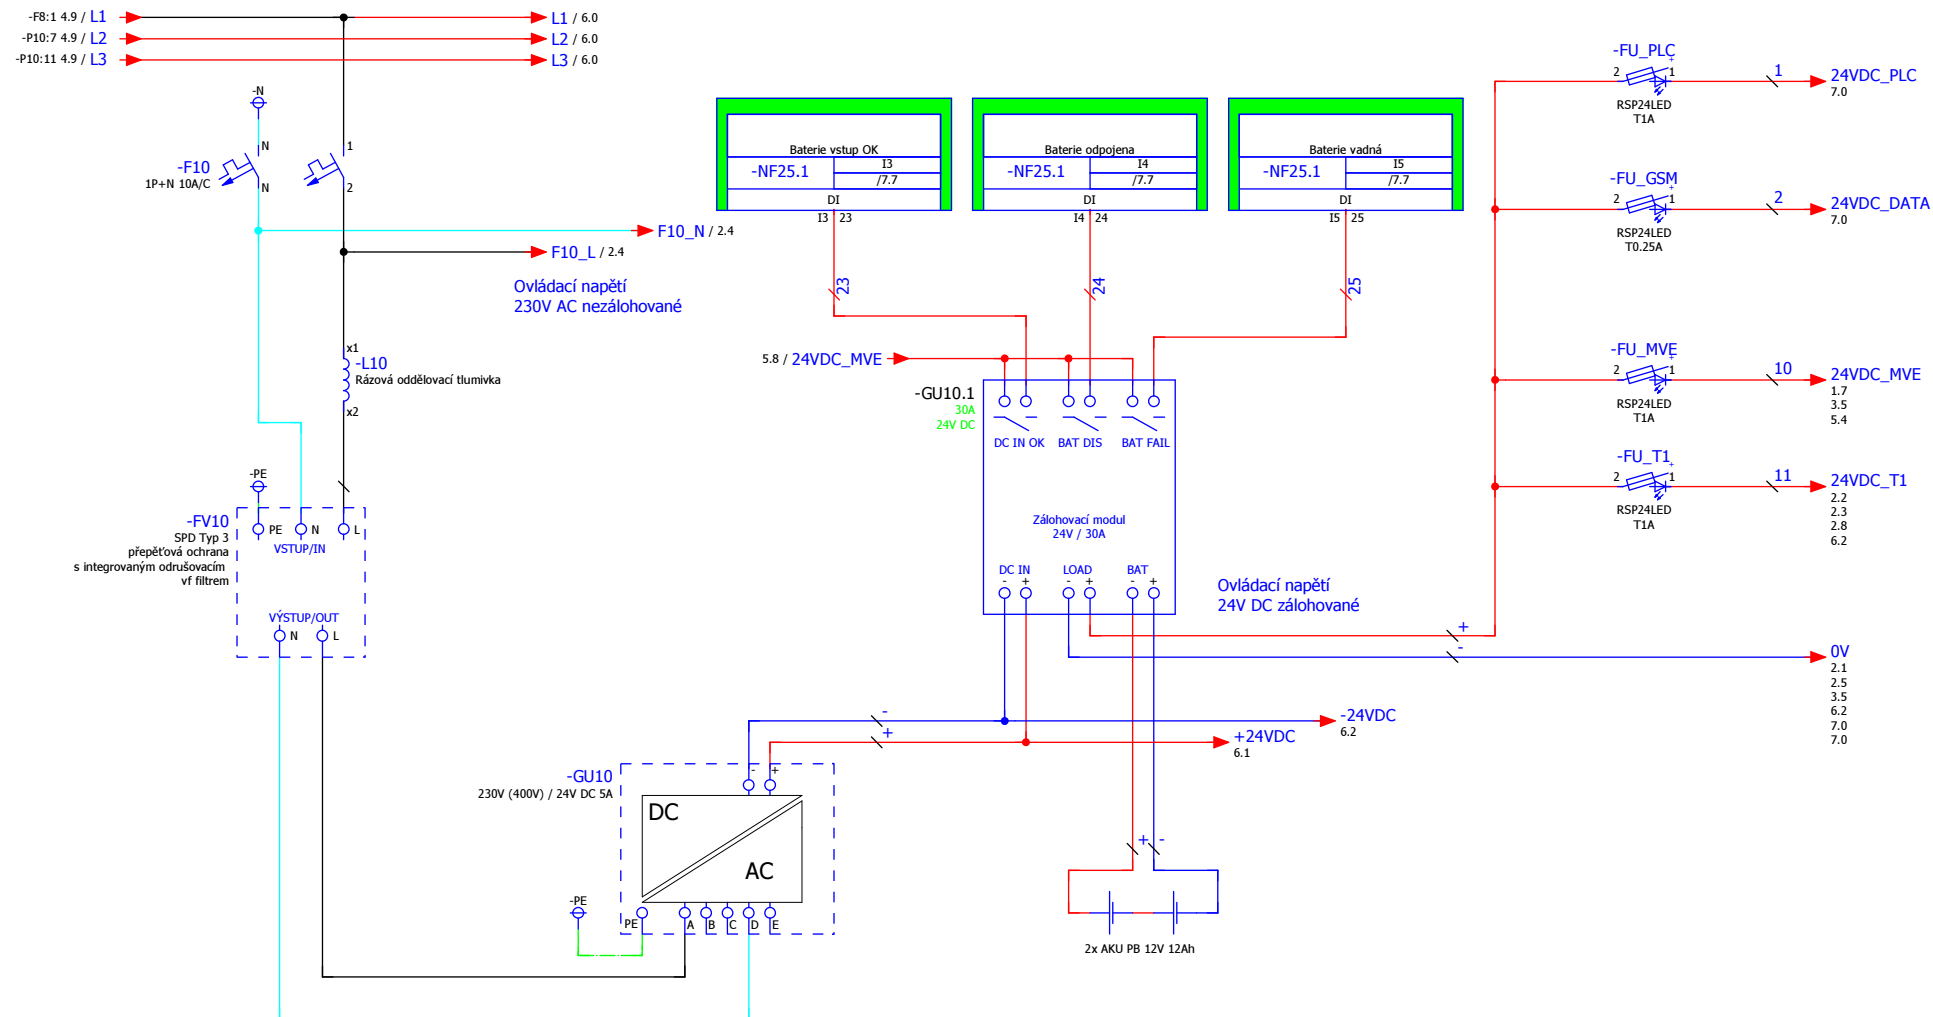 -F8:1 4.9 / L1
-P10:7 4.9 / L2
-P10:11 4.9 / L3
L1 / 6.0
L2 / 6.0
L3 / 6.0
-N
N
N
-F10
1P+N 10A/C
1
2
F10_N / 2.4
F10_L / 2.4
Ovládací napětí
230V AC nezálohované
x1
-L10
Rázová oddělovací tlumivka
x2
-PE
-FV10
SPD Typ 3
přepěťová ochrana
s integrovaným odrušovacím
vf filtrem
PE
N
L
VSTUP/IN
VÝSTUP/OUT
N
L
Baterie vstup OK
-NF25.1
I3
/7.7
DI
I3
23
23
Baterie odpojena
-NF25.1
I4
/7.7
DI
I4
24
24
Baterie vadná
-NF25.1
I5
/7.7
DI
I5
25
25
5.8 / 24VDC_MVE
-GU10.1
30A
24V DC
DC IN OK
BAT DIS
BAT FAIL
Zálohovací modul
24V / 30A
DC IN
LOAD
BAT
-
+
-
+
-
+
Ovládací napětí
24V DC zálohované
+
-
-
+
-24VDC
6.2
+24VDC
6.1
-GU10
230V (400V) / 24V DC 5A
-
+
DC
AC
-PE
PE
A
B
C
D
E
+
-
2x AKU PB 12V 12Ah
-FU_PLC
2
+
1
RSP24LED
T1A
1
24VDC_PLC
7.0
-FU_GSM
2
+
1
RSP24LED
T0.25A
2
24VDC_DATA
7.0
-FU_MVE
2
+
1
RSP24LED
T1A
10
24VDC_MVE
1.7
3.5
5.4
-FU_T1
2
+
1
RSP24LED
T1A
11
24VDC_T1
2.2
2.3
2.8
6.2
0V
2.1
2.5
3.5
6.2
7.0
7.0